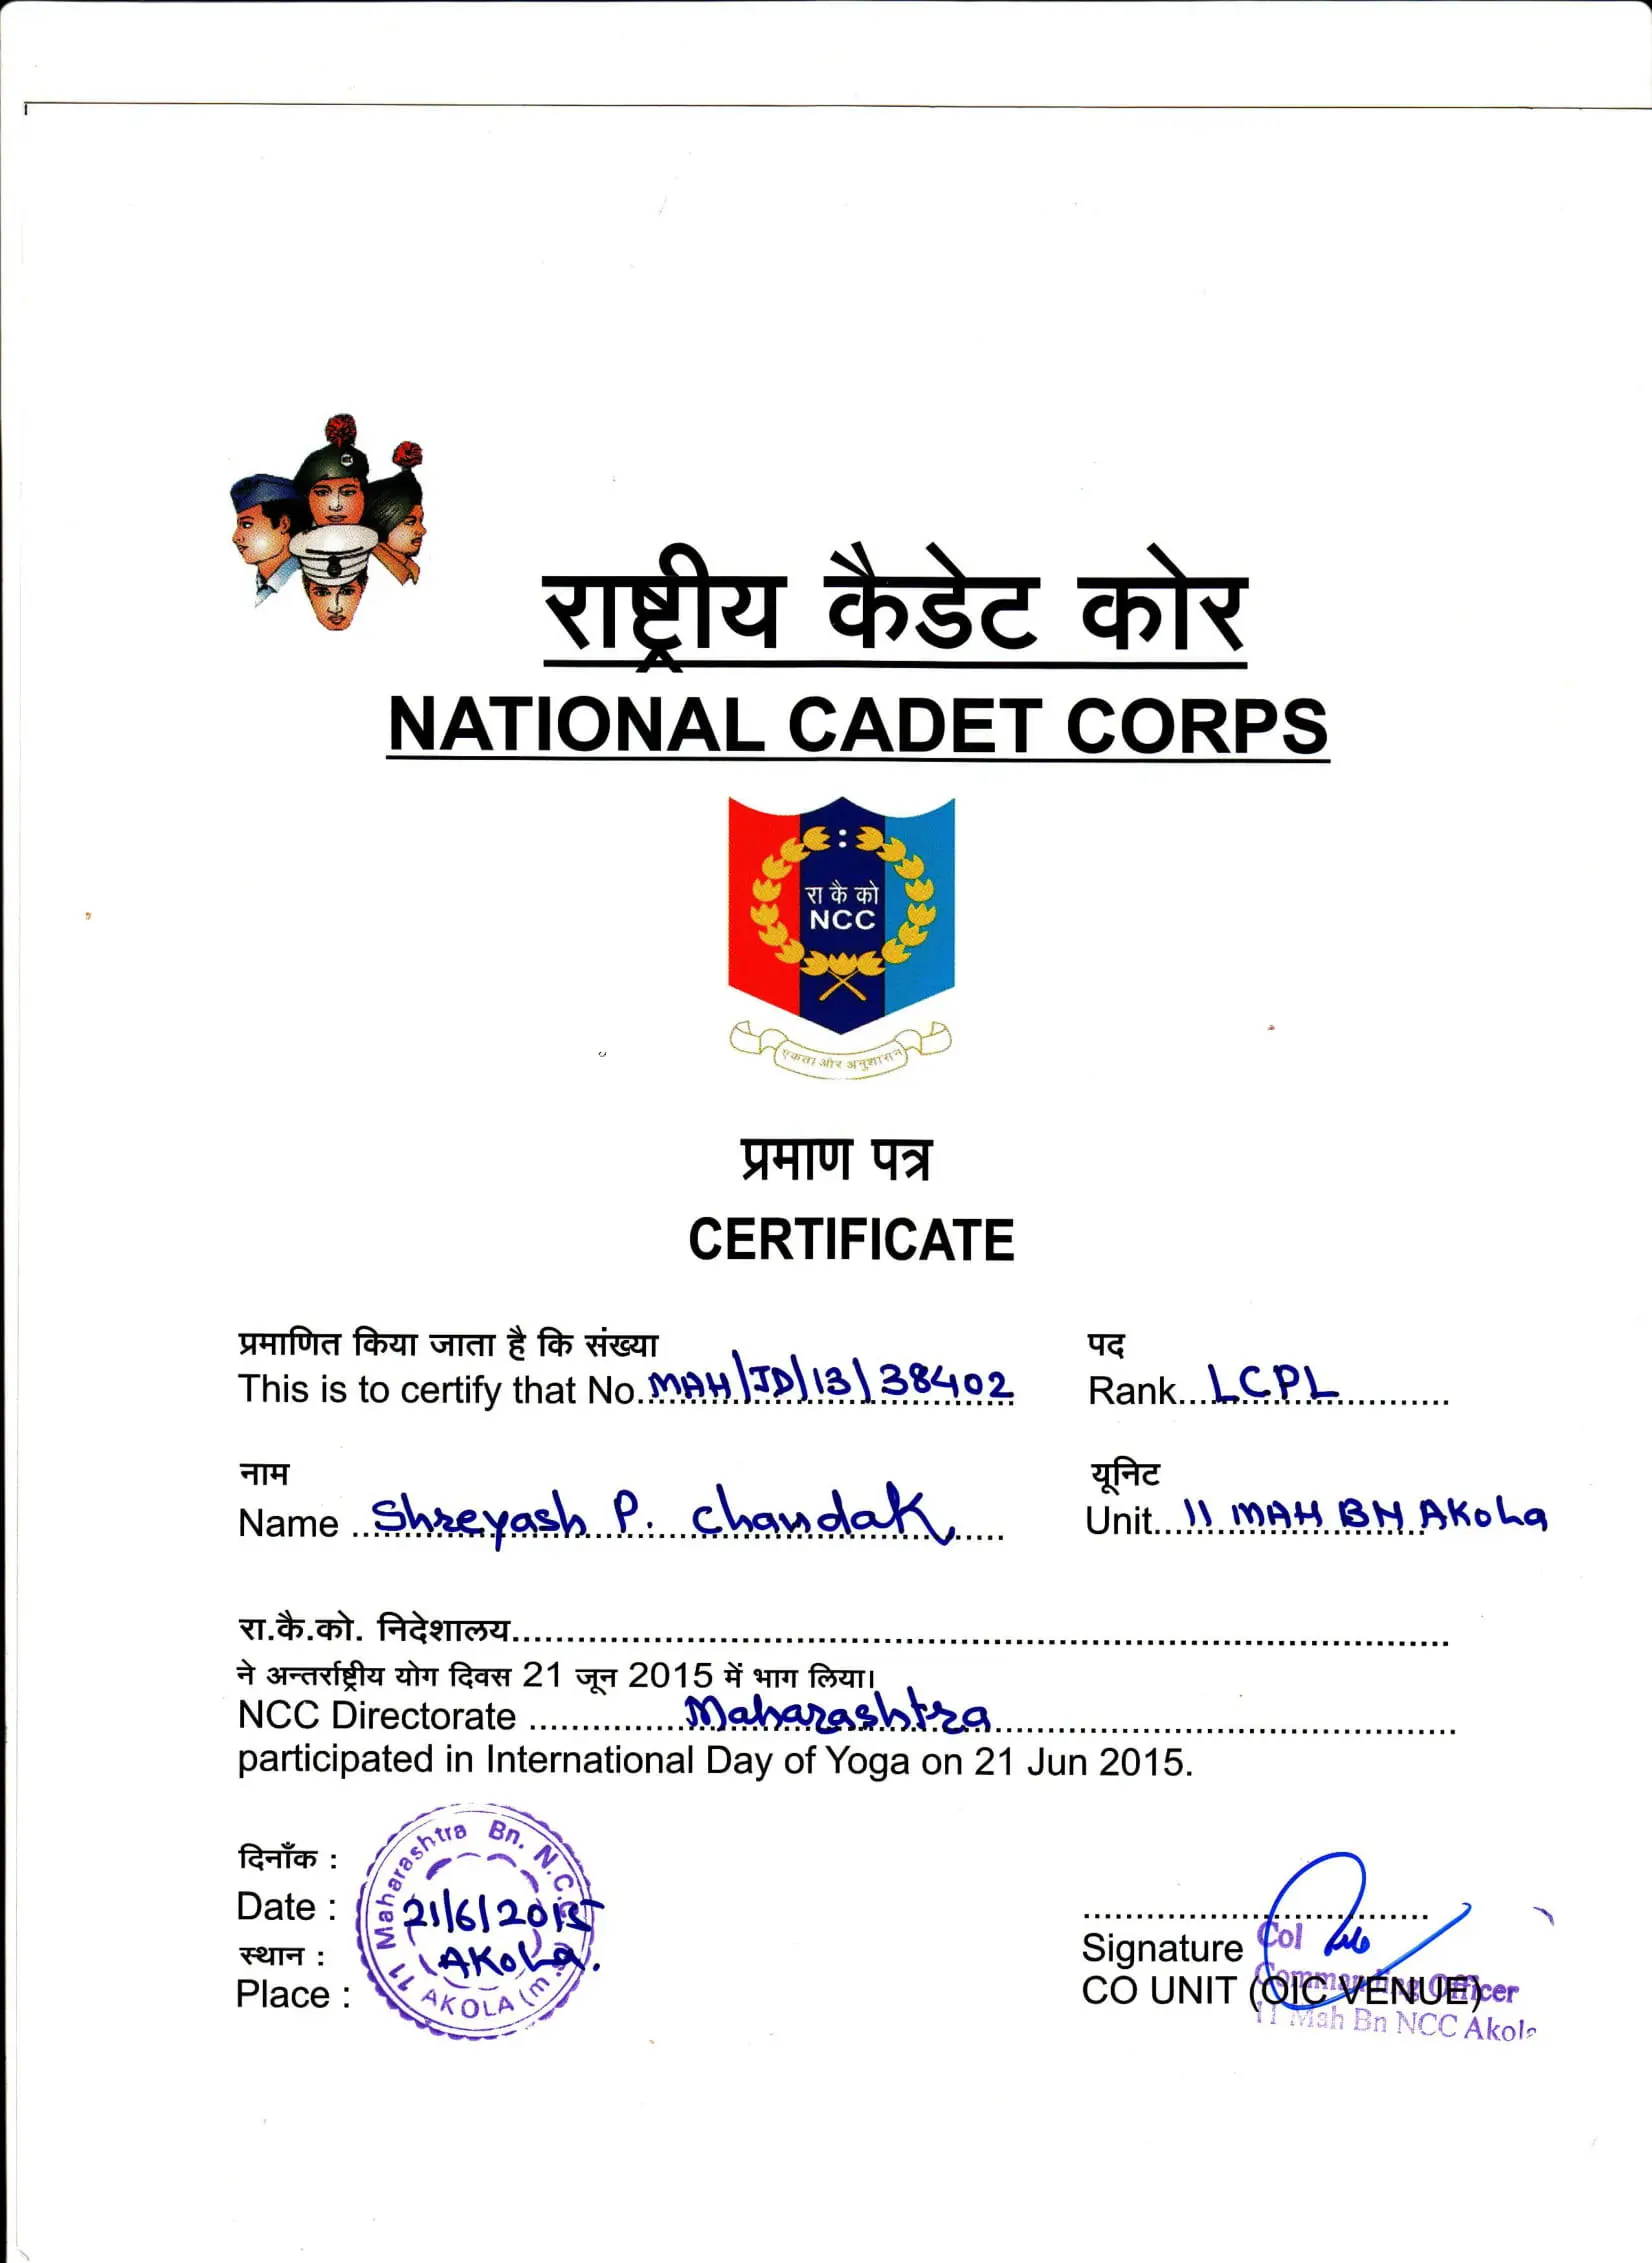 राष्ट्रीय कैडेट कोर
NATIONAL CADET CORPS
रा कै को
NCC
एकता और अनुशासन
प्रमाण पत्र
CERTIFICATE
प्रमाणित किया जाता है कि संख्या
This is to certify that No. MAH/JD/13/38402
पद
Rank LCPL
नाम
Name Shreyash P. Chandak
यूनिट
Unit 11 MAH BN AKOLA
रा.कै.को. निदेशालय
ने अन्तर्राष्ट्रीय योग दिवस 21 जून 2015 में भाग लिया।
NCC Directorate Maharashtra
participated in International Day of Yoga on 21 Jun 2015.
दिनाँक :
Date : 21/6/2015
स्थान :
Place : AKOLA.
11 Maharashtra Bn. N.C.C.
AKOLA (m.s)
Signature
CO UNIT (OIC VENUE)
Col
Commanding Officer
11 Mah Bn NCC Akola